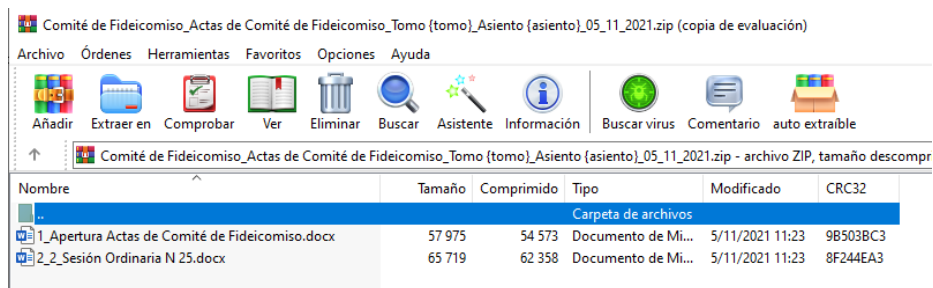 Comité de Fideicomiso_Actas de Comité de Fideicomiso_Tomo {tomo}_Asiento {asiento}_05_11_2021.zip (copia de evaluación)
Archivo Órdenes Herramientas Favoritos Opciones Ayuda
Añadir Extraer en Comprobar Ver Eliminar Buscar Asistente Información Buscar virus Comentario auto extraíble
Comité de Fideicomiso_Actas de Comité de Fideicomiso_Tomo {tomo}_Asiento {asiento}_05_11_2021.zip - archivo ZIP, tamaño descompr
Nombre Tamaño Comprimido Tipo Modificado CRC32
.. Carpeta de archivos
1_Apertura Actas de Comité de Fideicomiso.docx 57 975 54 573 Documento de Mi... 5/11/2021 11:23 9B503BC3
2_2_Sesión Ordinaria N 25.docx 65 719 62 358 Documento de Mi... 5/11/2021 11:23 8F244EA3